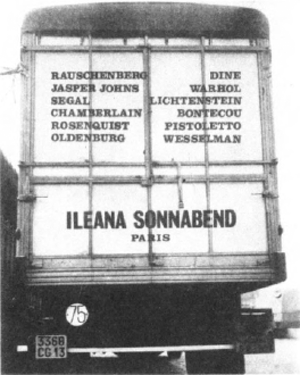 RAUSCHENBERG DINE
JASPER JOHNS WARHOL
SEGAL LICHTENSTEIN
CHAMBERLAIN BONTECOU
ROSENQUIST PISTOLETTO
OLDENBURG WESSELMAN
ILEANA SONNABEND
PARIS
75
336B
CG 13